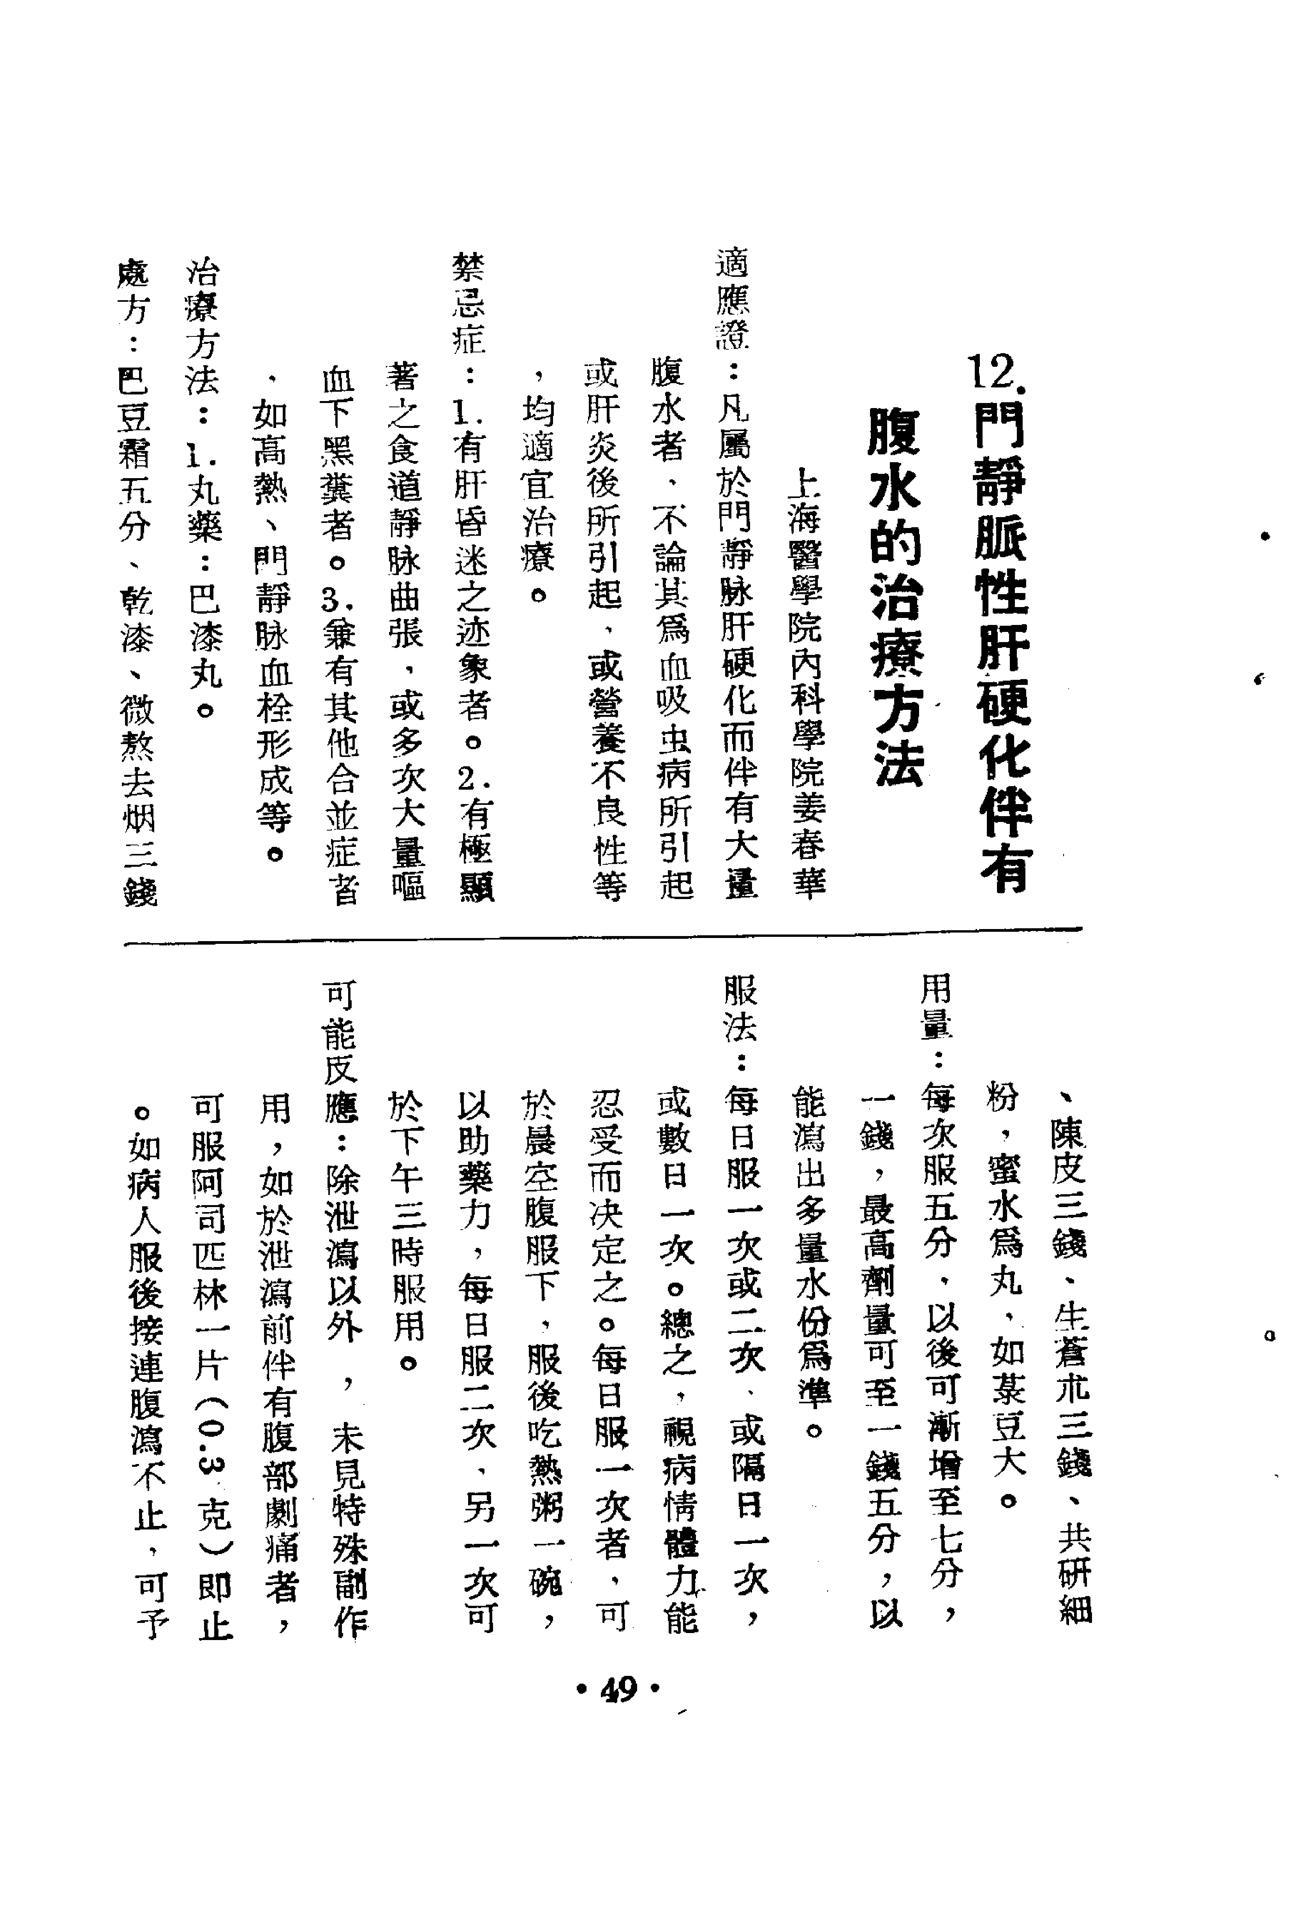 12.門靜脈性肝硬化伴有
腹水的治療方法
上海醫學院內科學院姜春華
適應證：凡屬於門靜脉肝硬化而伴有大量
腹水者、不論其爲血吸虫病所引起
或肝炎後所引起，或營養不良性等
，均適宜治療。
禁忌症：1.有肝昏迷之迹象者。2.有極顯
著之食道靜脉曲張，或多次大量嘔
血下黑糞者。3.兼有其他合並症者
、如高熱、門靜脉血栓形成等。
治療方法：1.丸藥：巴漆丸。
處方：巴豆霜五分、乾漆、微熬去烟三錢
、陳皮三錢、生蒼朮三錢、共研細
粉，蜜水爲丸，如菉豆大。
用量：每次服五分、以後可漸增至七分，
一錢，最高劑量可至一錢五分，以
能瀉出多量水份爲準。
服法：每日服一次或二次、或隔日一次，
或數日一次。總之，視病情體力能
忍受而決定之。每日服一次者，可
於晨空腹服下，服後吃熱粥一碗，
以助藥力，每日服二次、另一次可
於下午三時服用。
可能反應：除泄瀉以外，未見特殊副作
用，如於泄瀉前伴有腹部劇痛者，
可服阿司匹林一片(0.3克)即止
。如病人服後接連腹瀉不止，可予
·49·